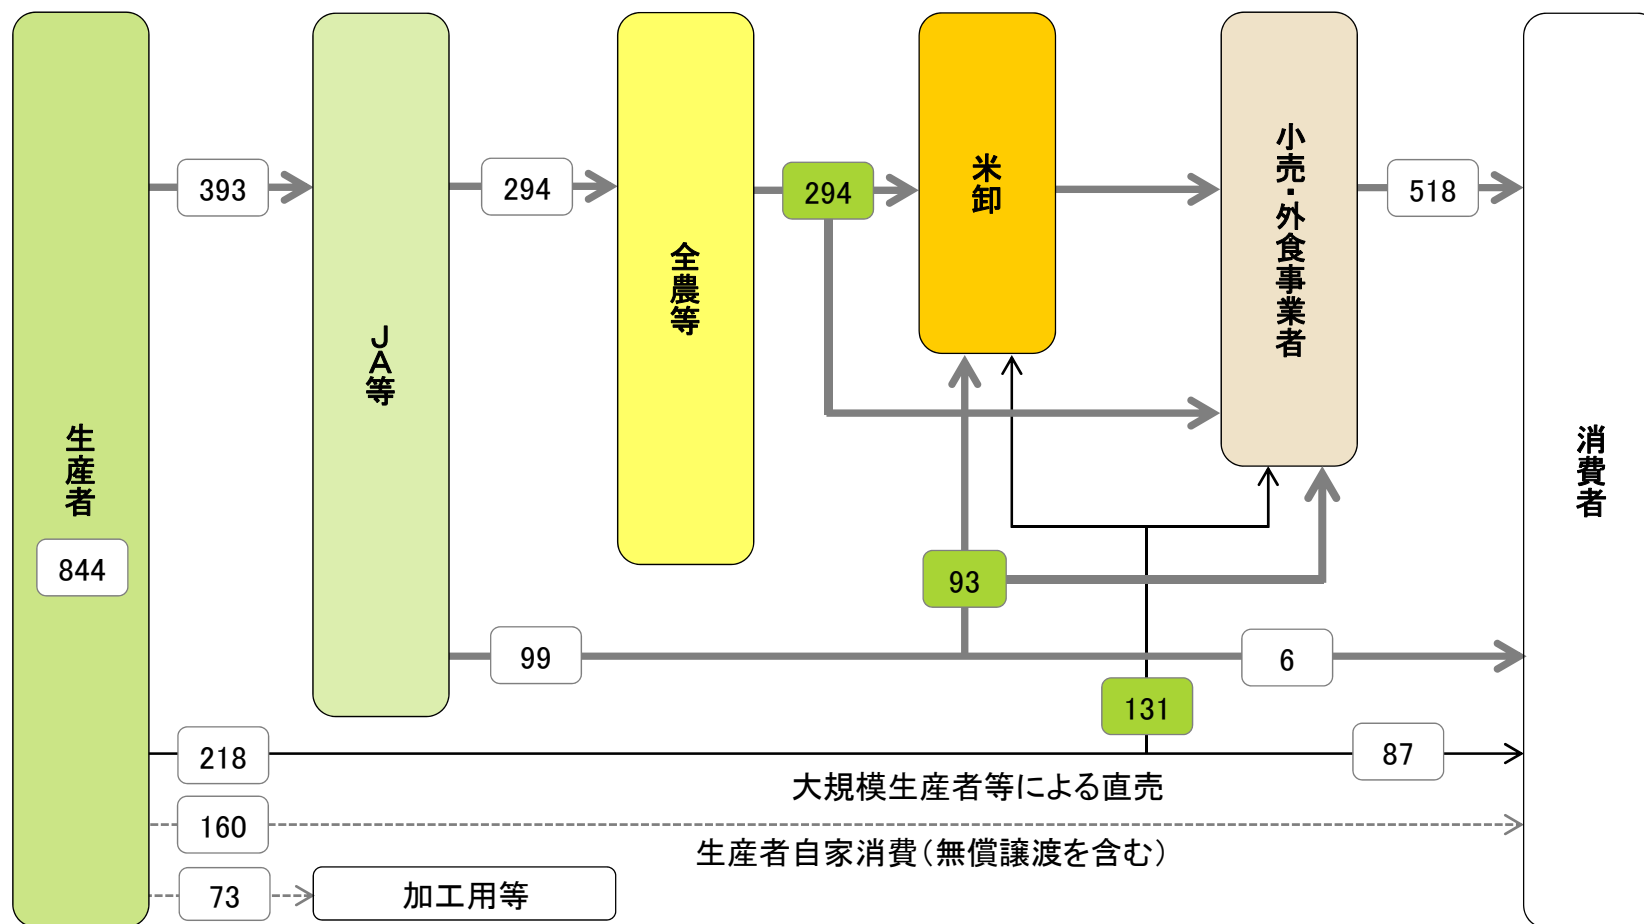 生産者
844
393
JA等
294
全農等
294
米卸
小売・外食事業者
518
消費者
93
99
6
131
218
87
大規模生産者等による直売
160
生産者自家消費（無償譲渡を含む）
73
加工用等